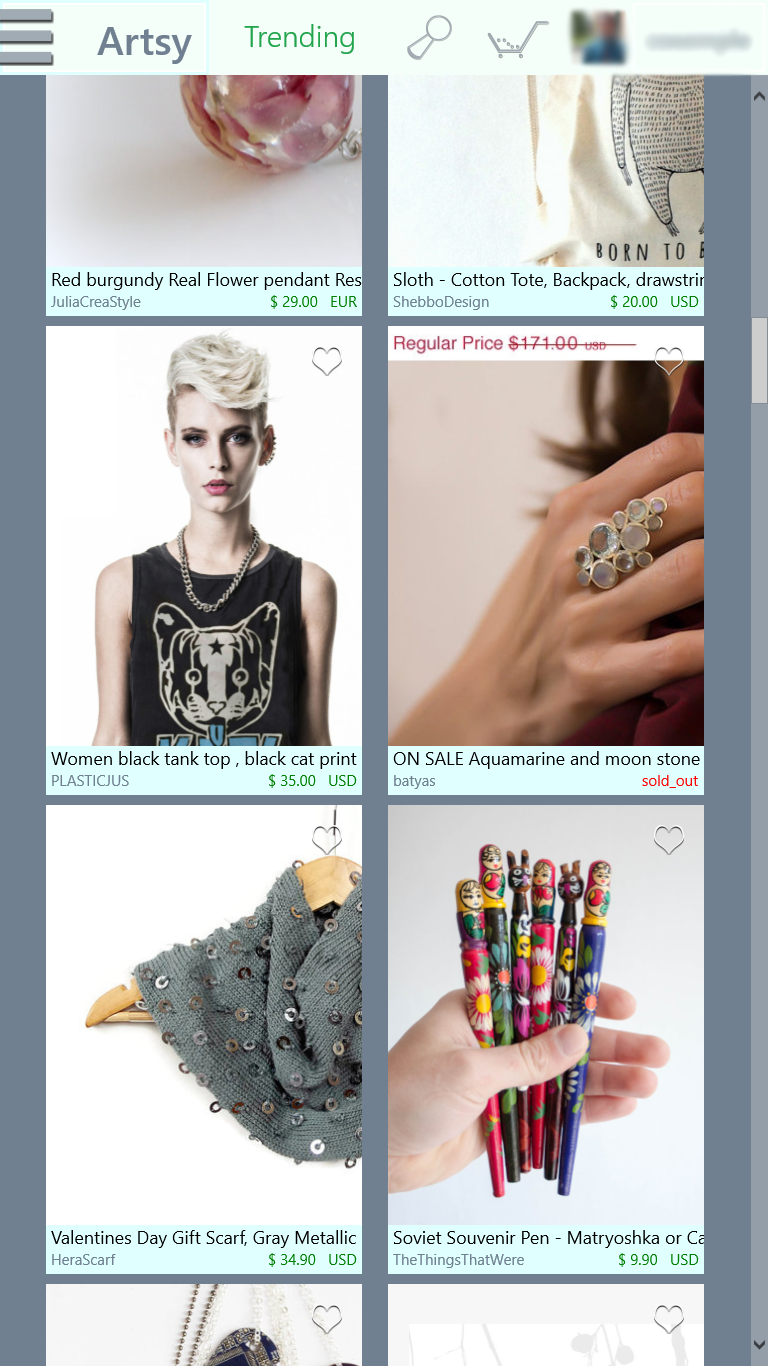 Artsy
Trending
BORN TO B
Red burgundy Real Flower pendant Res
JuliaCreaStyle $ 29.00 EUR
Sloth - Cotton Tote, Backpack, drawstrin
ShebboDesign $ 20.00 USD
Regular Price $171.00 USD
Women black tank top , black cat print
PLASTICJUS $ 35.00 USD
ON SALE Aquamarine and moon stone
batyas sold_out
Valentines Day Gift Scarf, Gray Metallic
HeraScarf $ 34.90 USD
Soviet Souvenir Pen - Matryoshka or Ca
TheThingsThatWere $ 9.90 USD